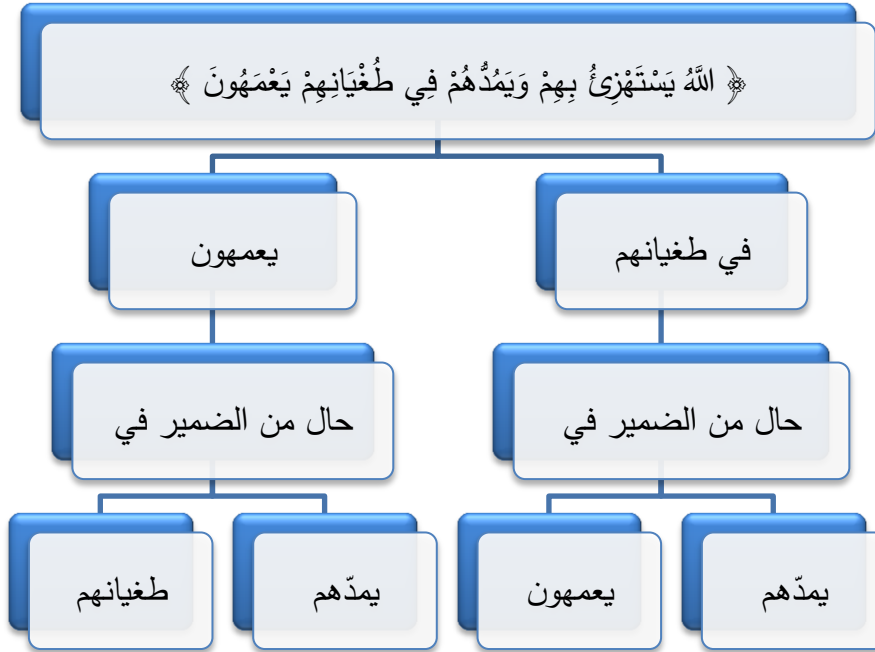 ﴿ اللَّهُ يَسْتَهْزِئُ بِهِمْ وَيَمُدُّهُمْ فِي طُغْيَانِهِمْ يَعْمَهُونَ ﴾
في طغيانهم
يعمهون
حال من الضمير في
حال من الضمير في
يمدّهم
يعمهون
يمدّهم
طغيانهم